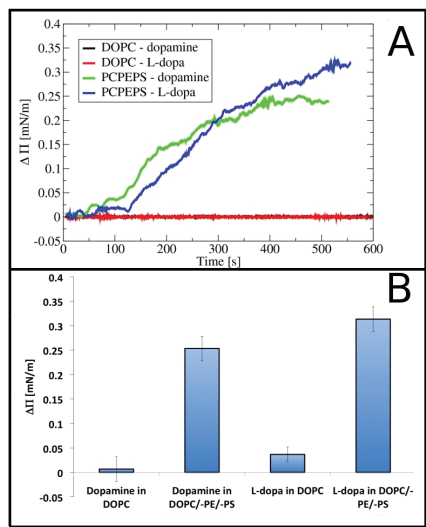 A
DOPC - dopamine
DOPC - L-dopa
PCPEPS - dopamine
PCPEPS - L-dopa
Δ Π [mN/m]
0.4
0.35
0.3
0.25
0.2
0.15
0.1
0.05
0
-0.05
0 100 200 300 400 500 600
Time [s]
B
ΔΠ [mN/m]
0.4
0.35
0.3
0.25
0.2
0.15
0.1
0.05
0
-0.05
Dopamine in DOPC
Dopamine in DOPC/-PE/-PS
L-dopa in DOPC
L-dopa in DOPC/-PE/-PS